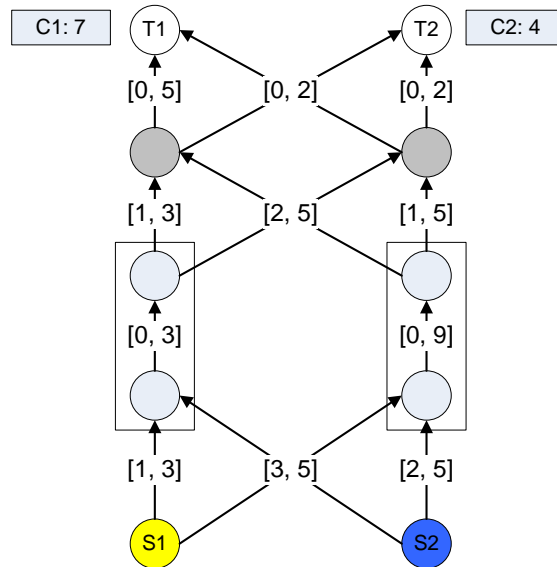 C1: 7 T1 T2 C2: 4
[0, 5] [0, 2] [0, 2]
[1, 3] [2, 5] [1, 5]
[0, 3] [0, 9]
[1, 3] [3, 5] [2, 5]
S1 S2